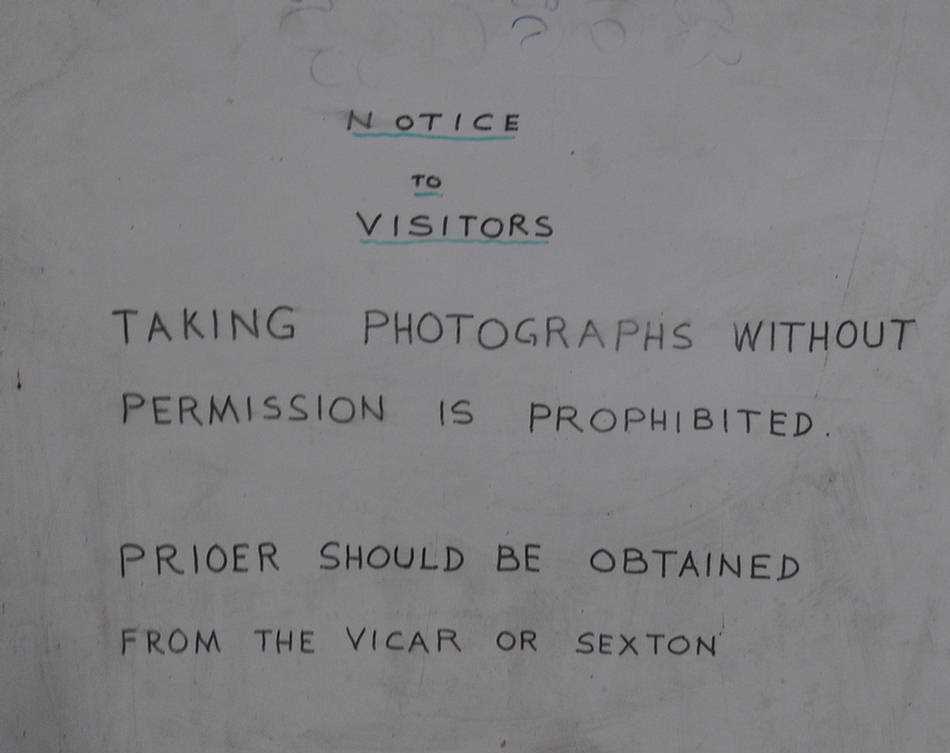 NOTICE
TO
VISITORS
TAKING PHOTOGRAPHS WITHOUT
PERMISSION IS PROPHIBITED.
PRIOER SHOULD BE OBTAINED
FROM THE VICAR OR SEXTON